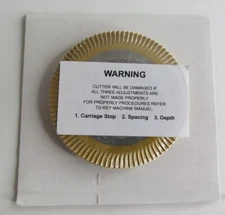 WARNING
CUTTER WILL BE DAMAGED IF
ALL THREE ADJUSTMENTS ARE
NOT MADE PROPERLY.
FOR PROPERLY PROCEDURES REFER
TO KEY MACHINE MANUEL.
1. Carriage Stop 2. Spacing 3. Depth